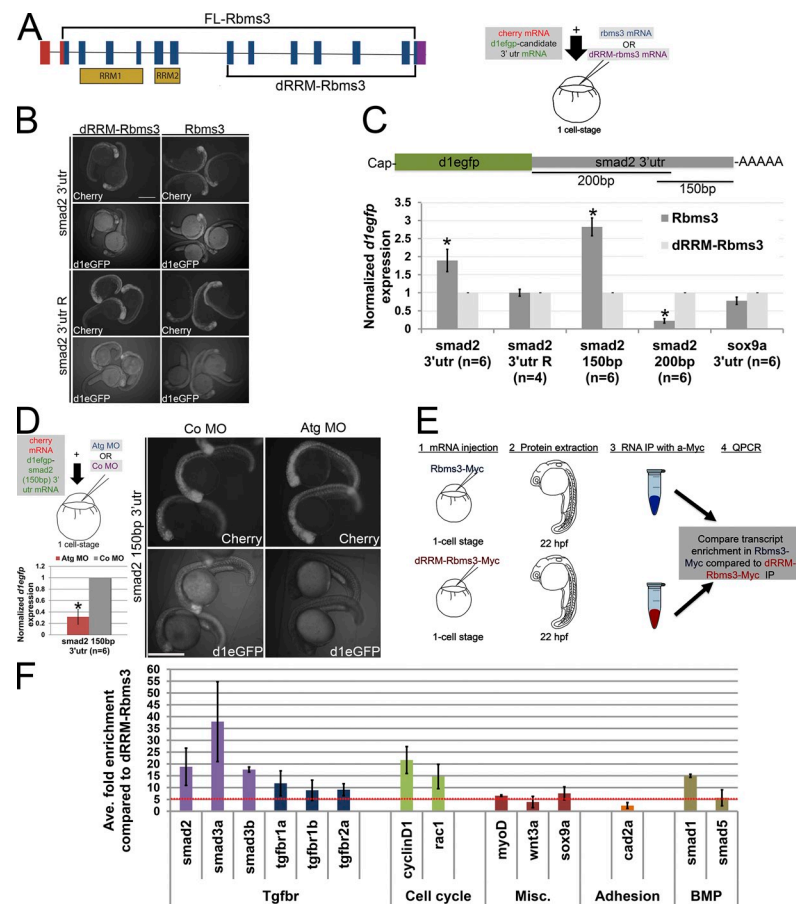 A
FL-Rbms3
RRM1
RRM2
dRRM-Rbms3
cherry mRNA
d1efgp-candidate
3' utr mRNA
+
rbms3 mRNA
OR
dRRM-rbms3 mRNA
1 cell-stage
B
dRRM-Rbms3
Rbms3
smad2 3'utr
Cherry
Cherry
d1eGFP
d1eGFP
smad2 3'utr R
Cherry
Cherry
d1eGFP
d1eGFP
C
Cap-
d1egfp
smad2 3'utr
-AAAAA
200bp
150bp
Normalized d1egfp
expression
3.5
3
2.5
2
1.5
1
0.5
0
*
*
*
Rbms3
dRRM-Rbms3
smad2
3'utr (n=6)
smad2
3'utr R
(n=4)
smad2
150bp
(n=6)
smad2
200bp
(n=6)
sox9a
3'utr (n=6)
D
cherry
mRNA
d1efgp-
smad2
(150bp) 3'
utr mRNA
+
Atg MO
OR
Co MO
1 cell-stage
Atg MO
Co MO
Normalized d1egfp
expression
1
0.8
0.6
0.4
0.2
0
*
smad2 150bp
3'utr (n=6)
Co MO
Atg MO
smad2 150bp 3'utr
Cherry
Cherry
d1eGFP
d1eGFP
E
1 mRNA injection
2 Protein extraction
3 RNA IP with a-Myc
4 QPCR
Rbms3-Myc
1-cell stage
22 hpf
dRRM-Rbms3-Myc
1-cell stage
22 hpf
Compare transcript
enrichment in Rbms3-
Myc compared to dRRM-
Rbms3-Myc IP
F
Ave. fold enrichment
compared to dRRM-Rbms3
60
55
50
45
40
35
30
25
20
15
10
5
0
smad2
smad3a
smad3b
tgfbr1a
tgfbr1b
tgfbr2a
cyclinD1
rac1
myoD
wnt3a
sox9a
cad2a
smad1
smad5
Tgfbr
Cell cycle
Misc.
Adhesion
BMP